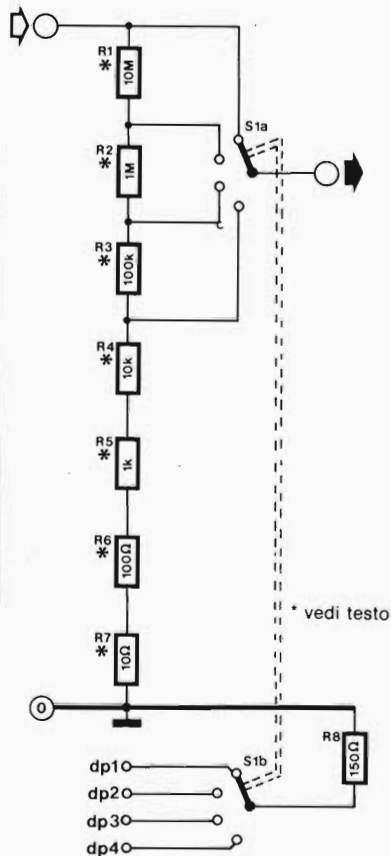 R1
*
10M
S1a
R2
*
1M
R3
*
100k
R4
*
10k
R5
*
1k
R6
*
100Ω
* vedi testo
R7
*
10Ω
0
R8
150Ω
S1b
dp1
dp2
dp3
dp4